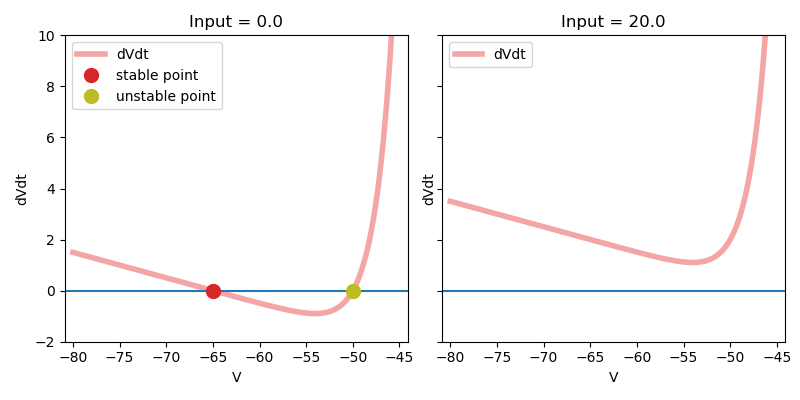 Input = 0.0
dVdt
stable point
unstable point
10
8
6
4
2
0
−2
dVdt
−80
−75
−70
−65
−60
−55
−50
−45
V
Input = 20.0
dVdt
dVdt
−80
−75
−70
−65
−60
−55
−50
−45
V